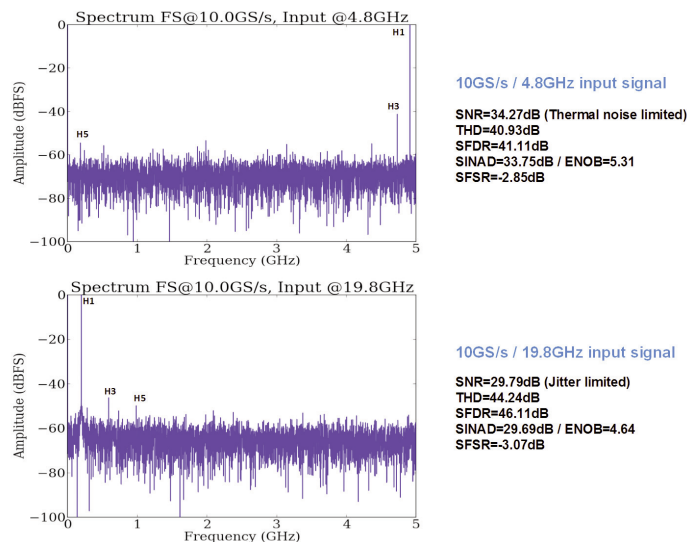 Spectrum FS@10.0GS/s, Input @4.8GHz
0
−20
−40
−60
−80
−100
Amplitude (dBFS)
H1
H3
H5
0
1
2
3
4
5
Frequency (GHz)
10GS/s / 4.8GHz input signal
SNR=34.27dB (Thermal noise limited)
THD=40.93dB
SFDR=41.11dB
SINAD=33.75dB / ENOB=5.31
SFSR=-2.85dB
Spectrum FS@10.0GS/s, Input @19.8GHz
0
−20
−40
−60
−80
−100
Amplitude (dBFS)
H1
H3
H5
0
1
2
3
4
5
Frequency (GHz)
10GS/s / 19.8GHz input signal
SNR=29.79dB (Jitter limited)
THD=44.24dB
SFDR=46.11dB
SINAD=29.69dB / ENOB=4.64
SFSR=-3.07dB